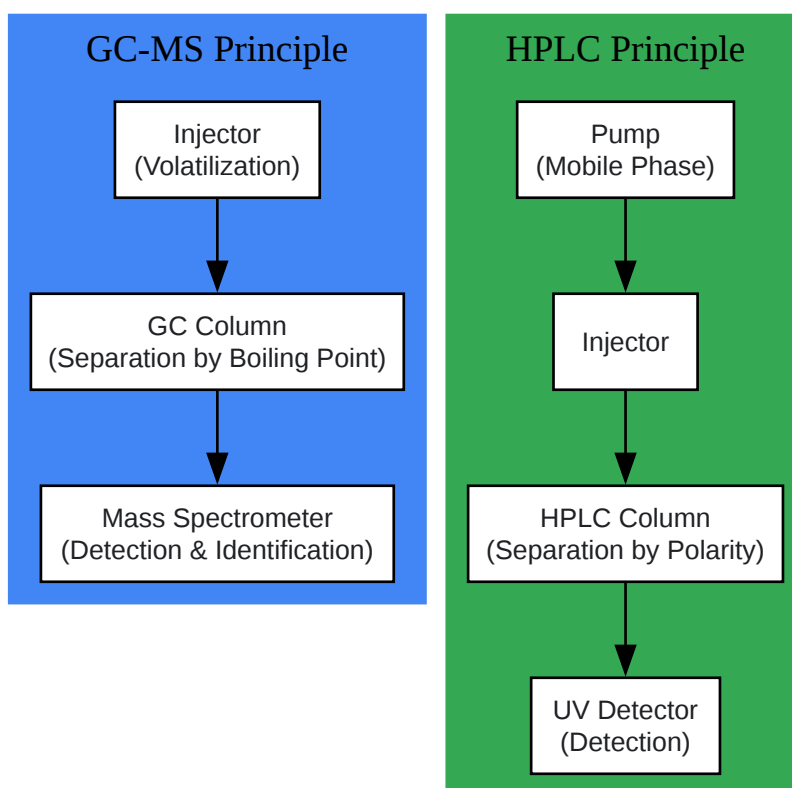 GC-MS Principle
Injector
(Volatilization)
GC Column
(Separation by Boiling Point)
Mass Spectrometer
(Detection & Identification)
HPLC Principle
Pump
(Mobile Phase)
Injector
HPLC Column
(Separation by Polarity)
UV Detector
(Detection)